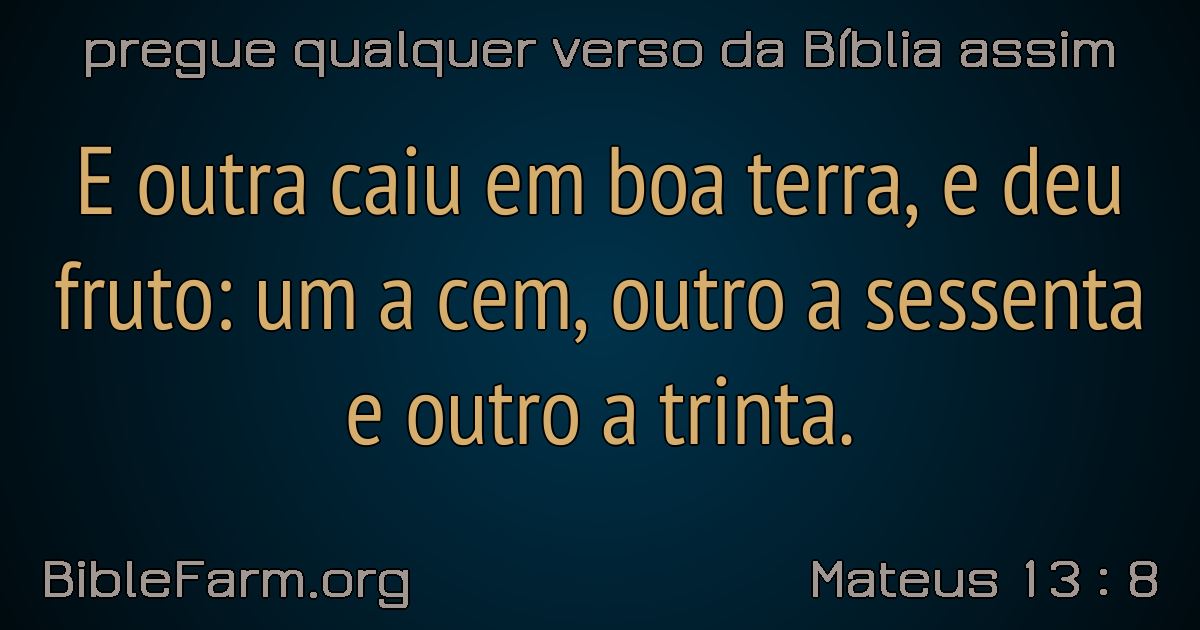 pregue qualquer verso da Bíblia assim
E outra caiu em boa terra, e deu
fruto: um a cem, outro a sessenta
e outro a trinta.
BibleFarm.org
Mateus 13 : 8